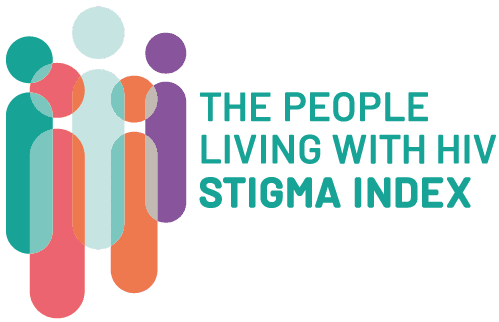 THE PEOPLE
LIVING WITH HIV
STIGMA INDEX